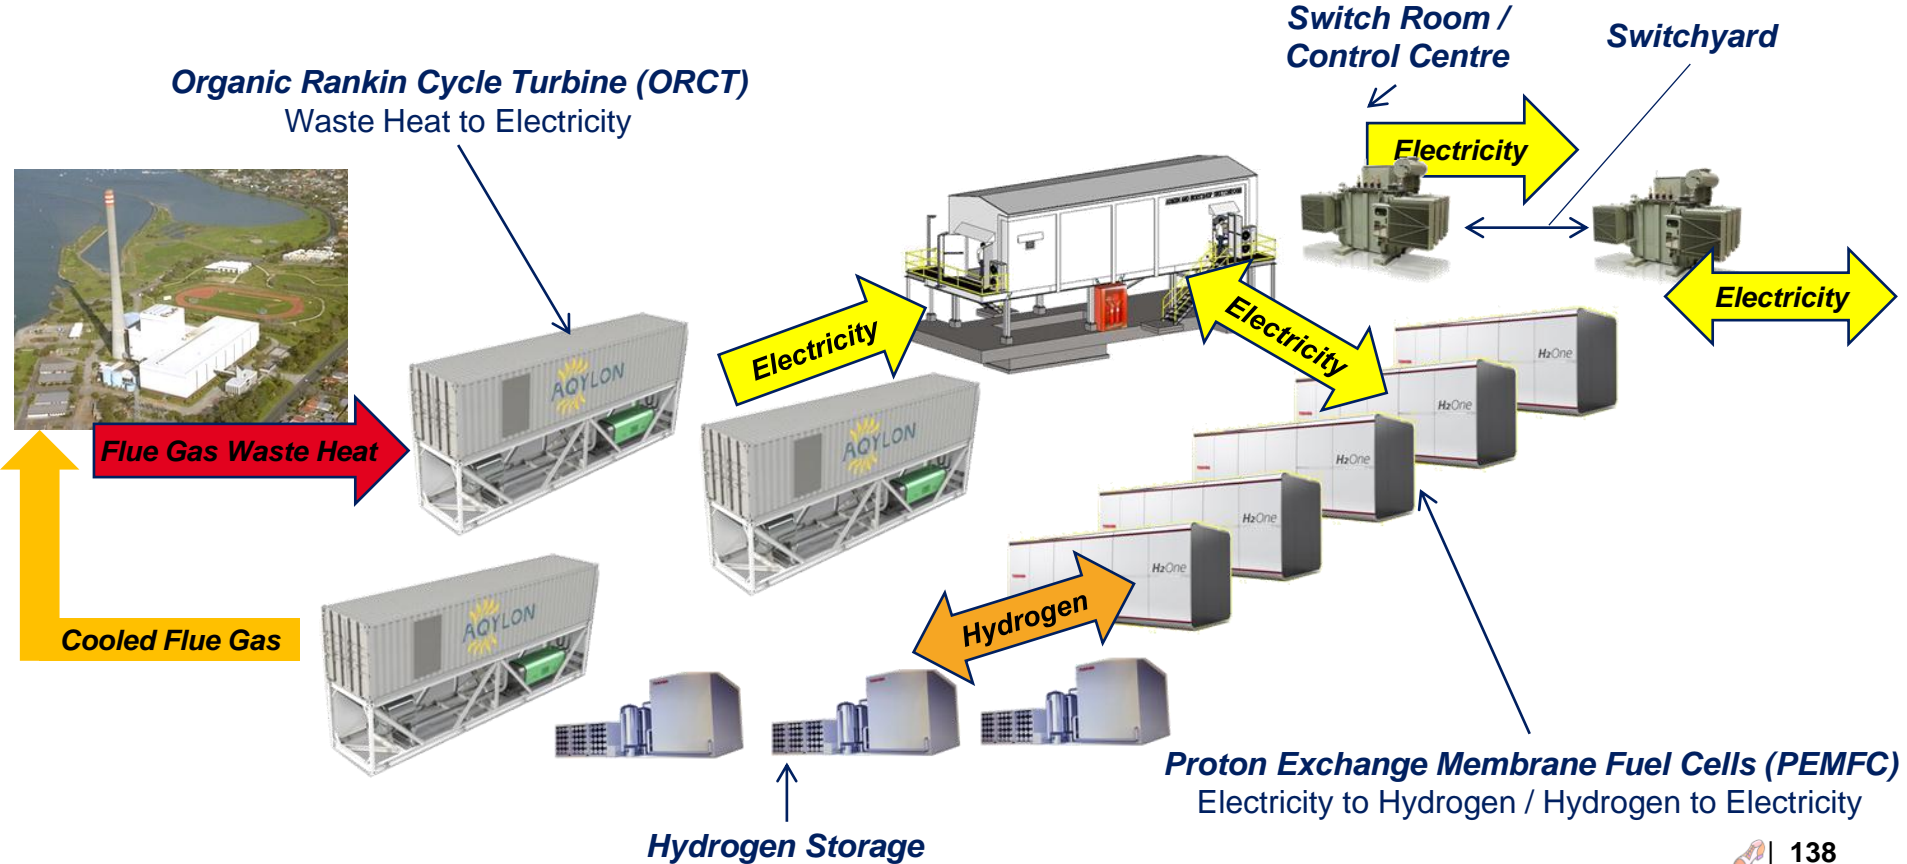 Switch Room /
Control Centre
Switchyard
Organic Rankin Cycle Turbine (ORCT)
Waste Heat to Electricity
Electricity
Electricity
Electricity
Electricity
H2One
H2One
H2One
H2One
H2One
AQYLON
AQYLON
AQYLON
Flue Gas Waste Heat
Cooled Flue Gas
Hydrogen
Proton Exchange Membrane Fuel Cells (PEMFC)
Electricity to Hydrogen / Hydrogen to Electricity
Hydrogen Storage
138